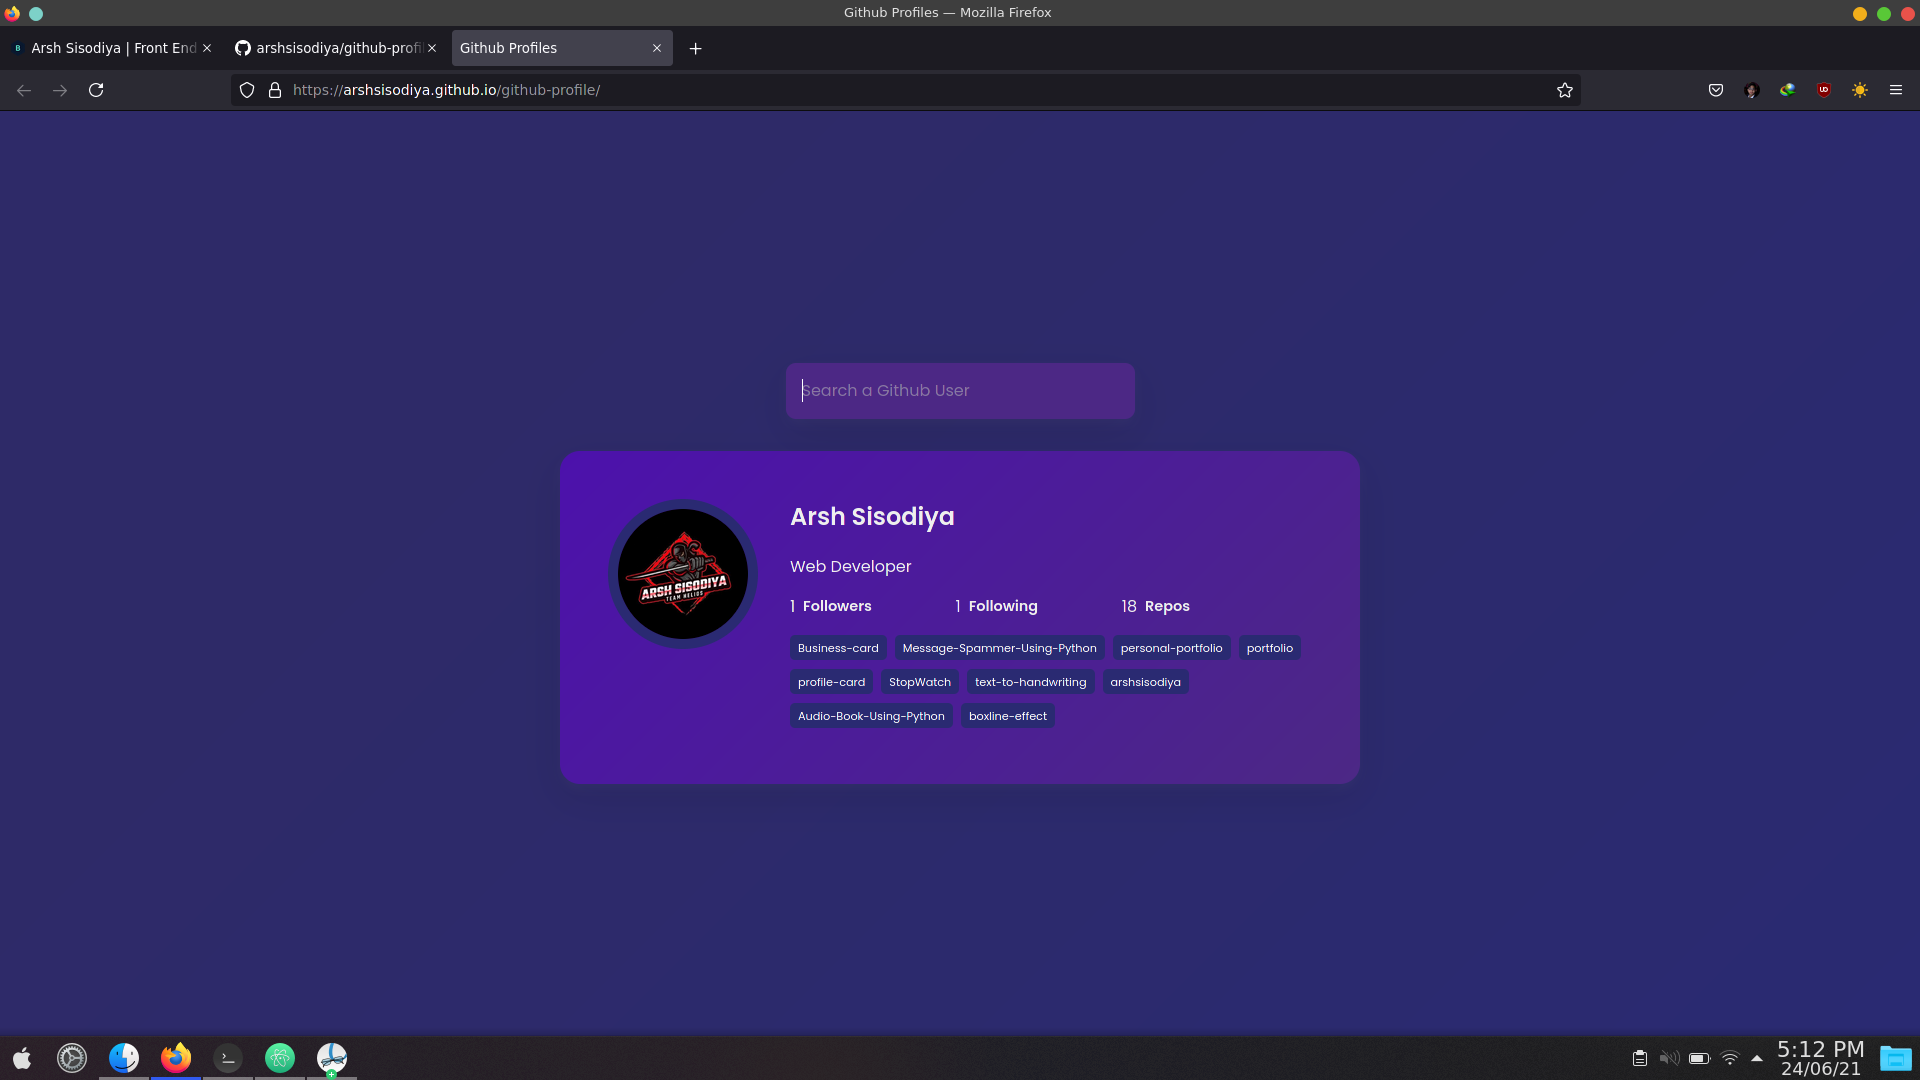 Github Profiles — Mozilla Firefox
B Arsh Sisodiya | Front End
arshsisodiya/github-profi
Github Profiles
https://arshsisodiya.github.io/github-profile/
Search a Github User
Arsh Sisodiya
Web Developer
1 Followers 1 Following 18 Repos
Business-card Message-Spammer-Using-Python personal-portfolio portfolio
profile-card StopWatch text-to-handwriting arshsisodiya
Audio-Book-Using-Python boxline-effect
ARSH SISODIYA
TEAM HELIOS
5:12 PM
24/06/21